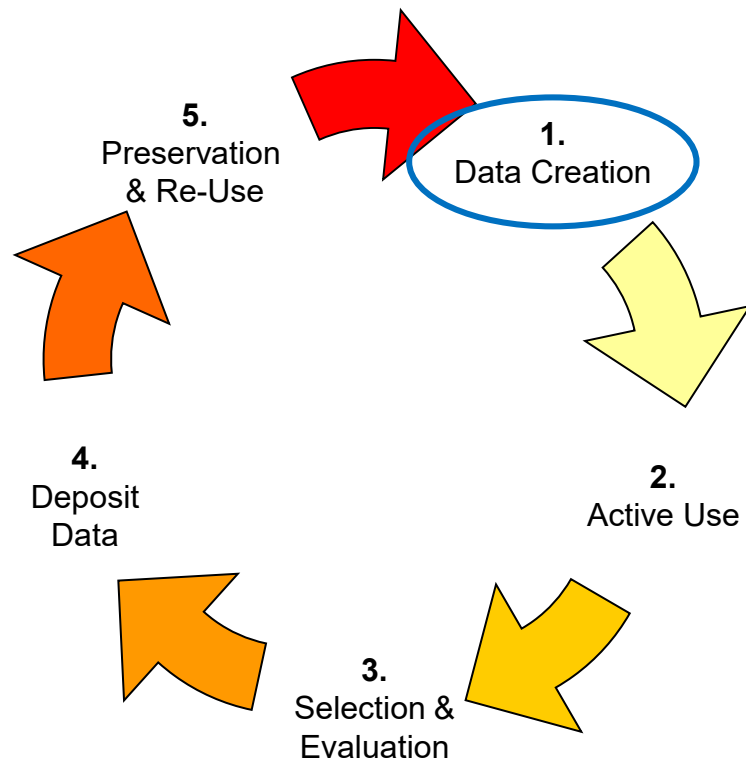 1.
Data Creation
2.
Active Use
3.
Selection &
Evaluation
4.
Deposit
Data
5.
Preservation
& Re-Use